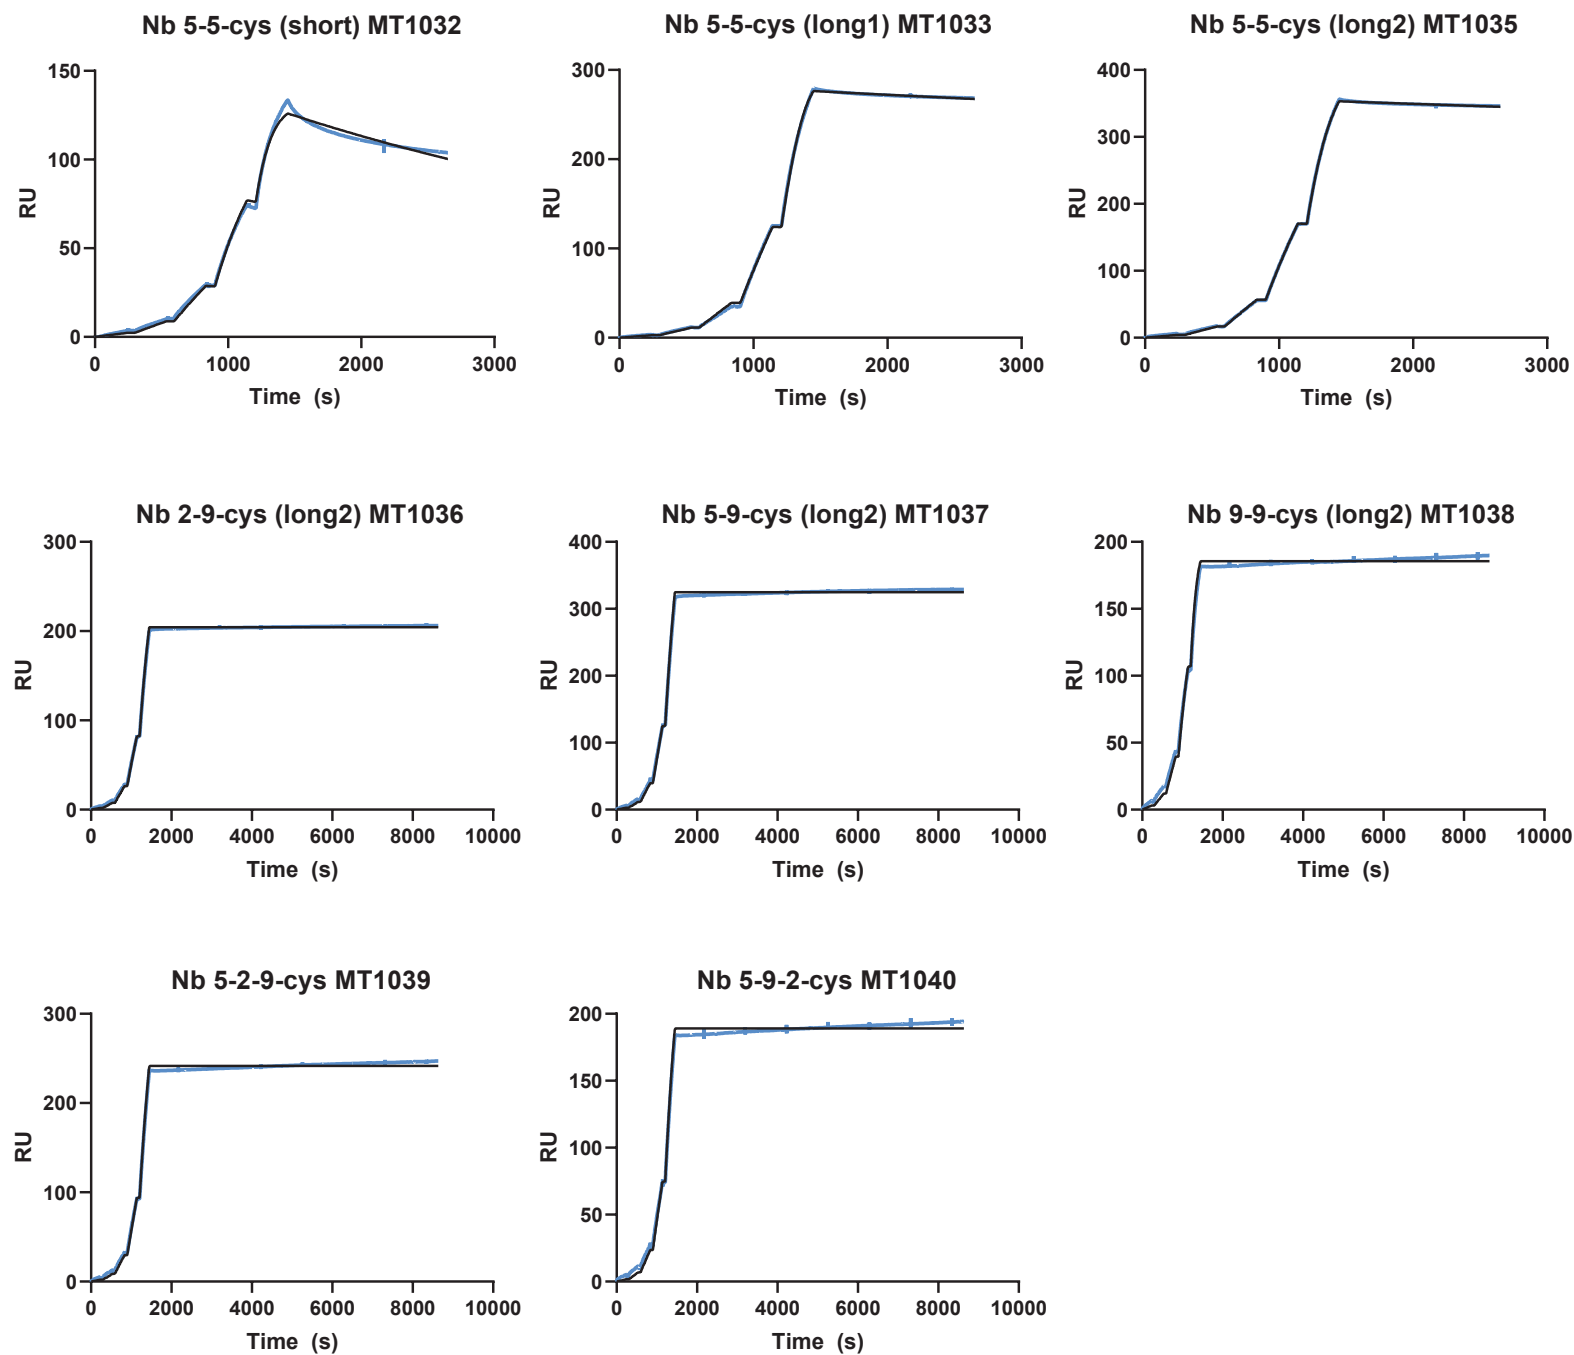 Nb 5-5-cys (short) MT1032
150
100
50
0
RU
0 1000 2000 3000
Time (s)
Nb 5-5-cys (long1) MT1033
300
200
100
0
RU
0 1000 2000 3000
Time (s)
Nb 5-5-cys (long2) MT1035
400
300
200
100
0
RU
0 1000 2000 3000
Time (s)
Nb 2-9-cys (long2) MT1036
300
200
100
0
RU
0 2000 4000 6000 8000 10000
Time (s)
Nb 5-9-cys (long2) MT1037
400
300
200
100
0
RU
0 2000 4000 6000 8000 10000
Time (s)
Nb 9-9-cys (long2) MT1038
200
150
100
50
0
RU
0 2000 4000 6000 8000 10000
Time (s)
Nb 5-2-9-cys MT1039
300
200
100
0
RU
0 2000 4000 6000 8000 10000
Time (s)
Nb 5-9-2-cys MT1040
200
150
100
50
0
RU
0 2000 4000 6000 8000 10000
Time (s)